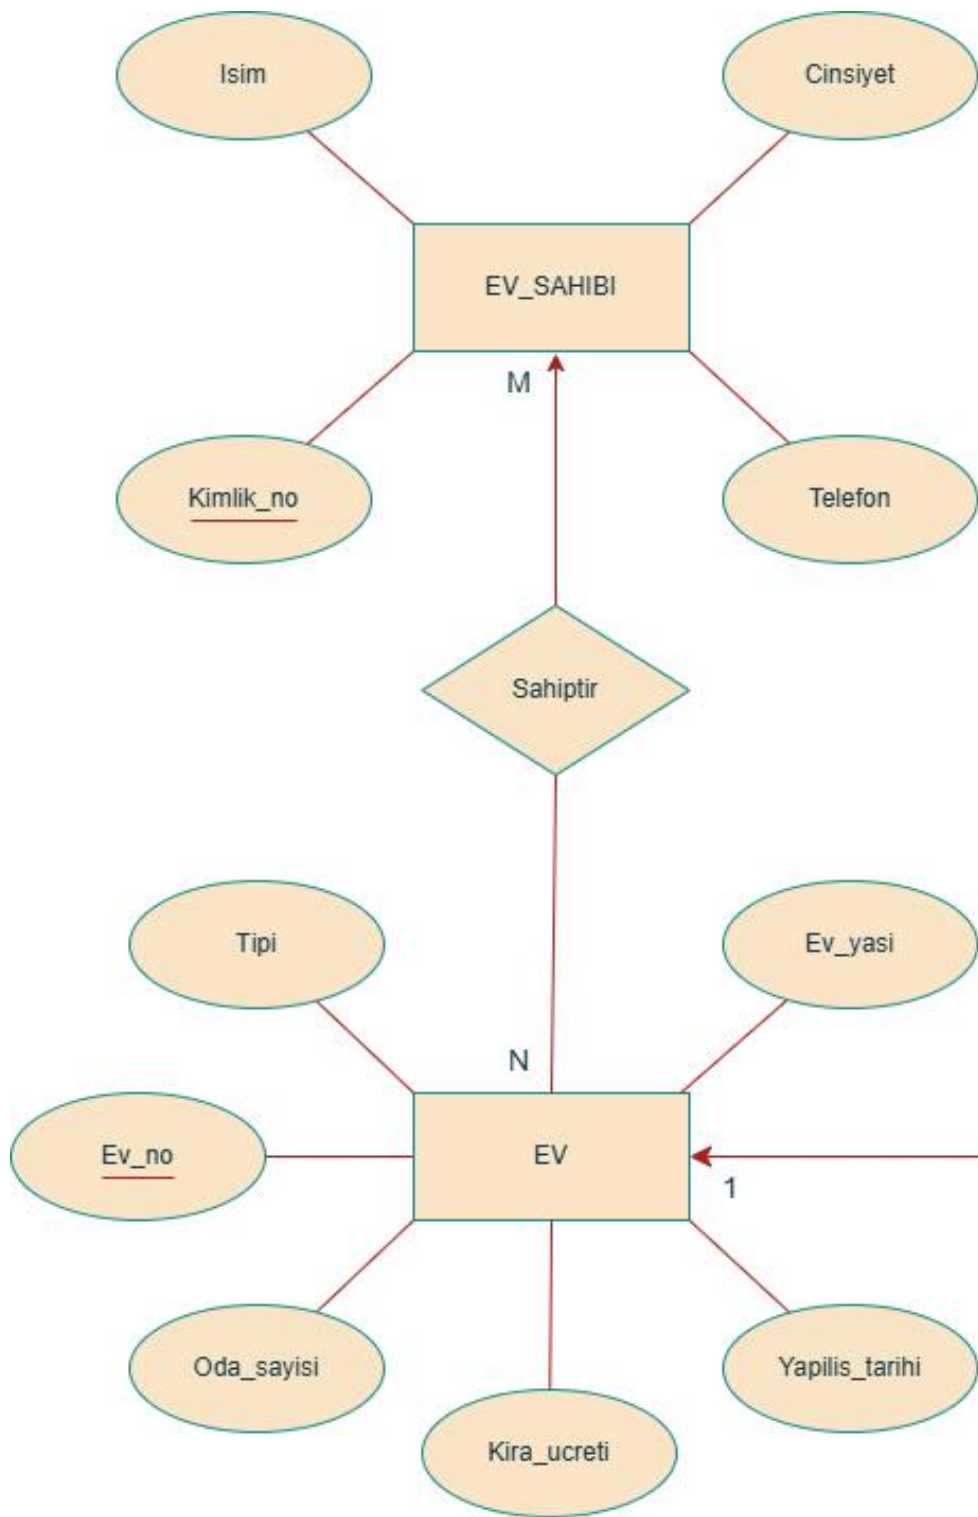 Isim
Cinsiyet
EV_SAHIBI
M
Kimlik_no
Telefon
Sahiptir
Tipi
Ev_yasi
N
Ev_no
EV
1
Oda_sayisi
Yapilis_tarihi
Kira_ucreti